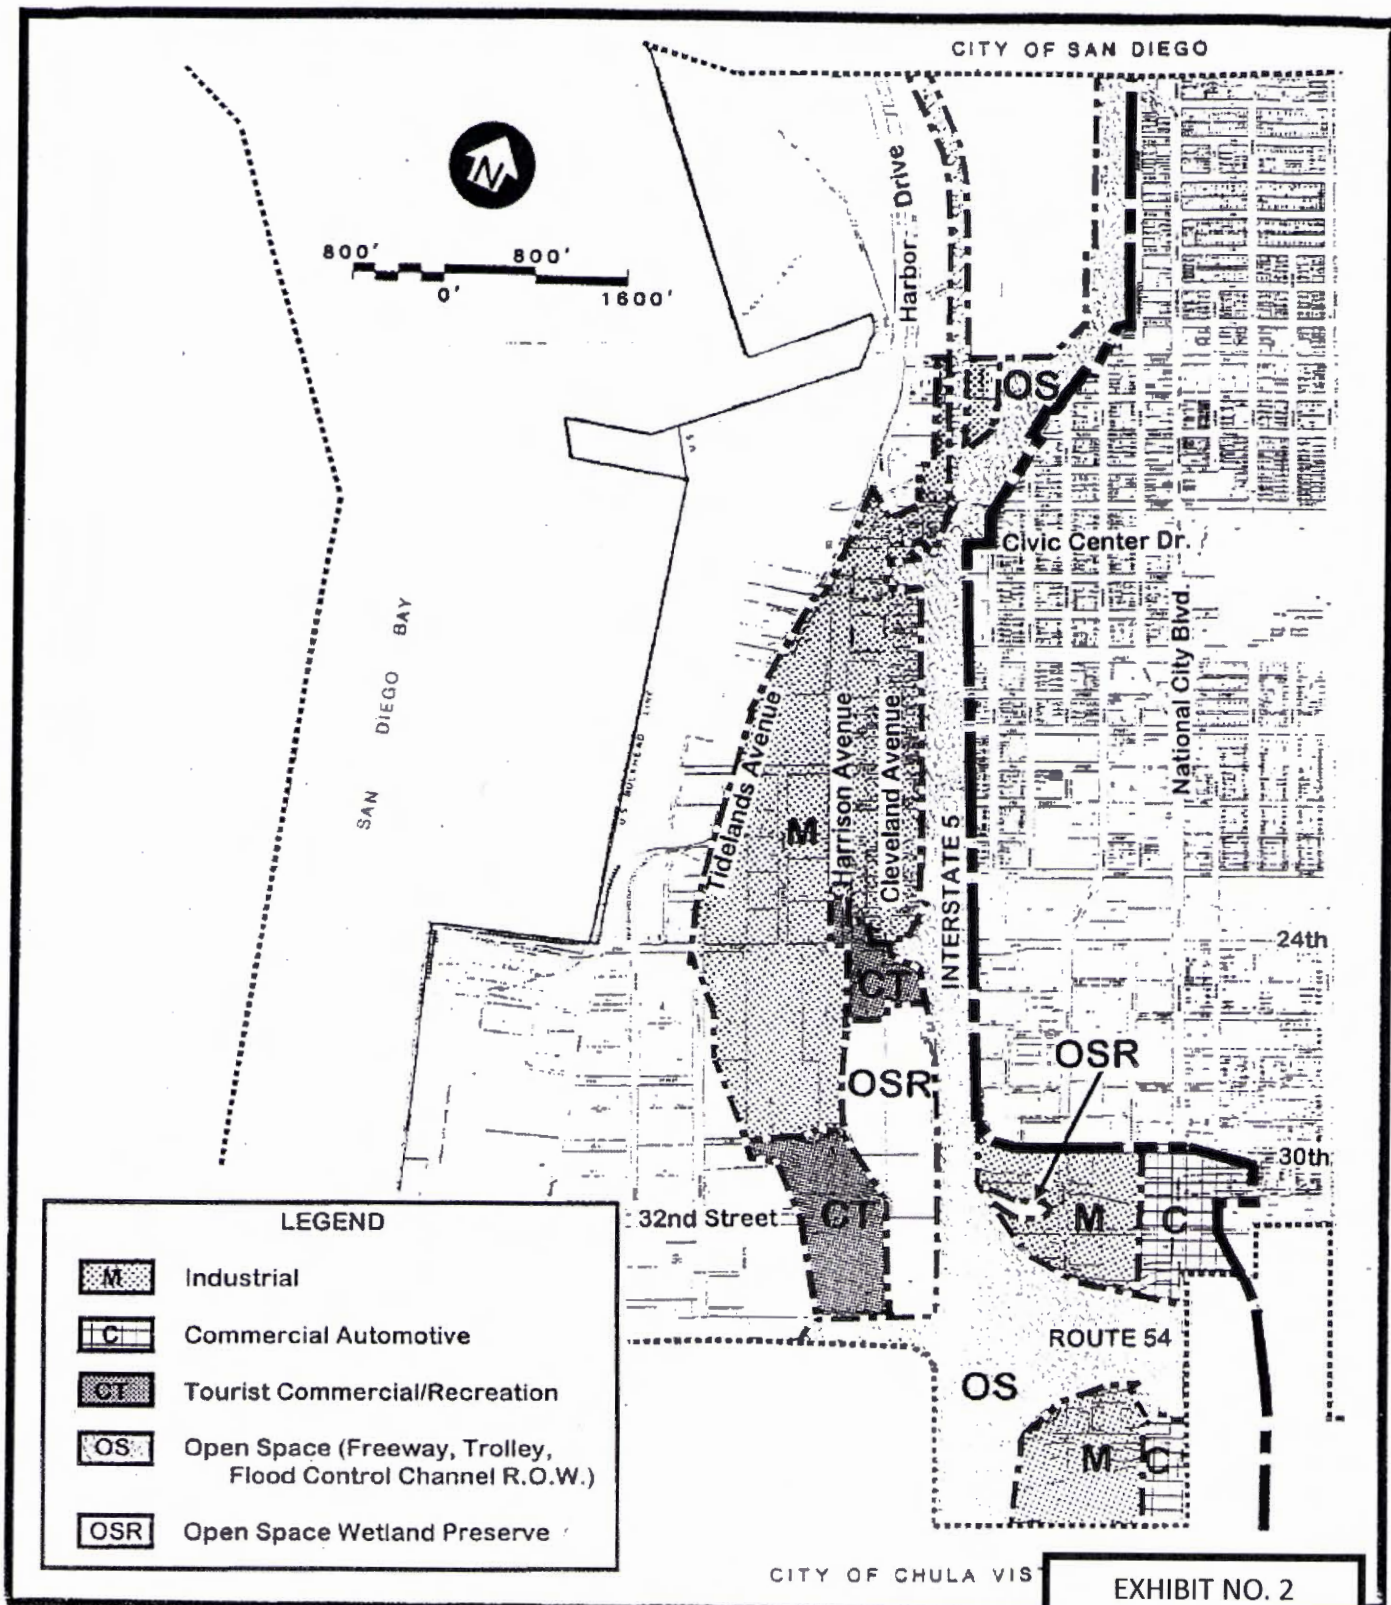 CITY OF SAN DIEGO
N
800' 800'
0' 1600'
Harbor Drive
OS
U S
Civic Center Dr.
National City Blvd.
SAN DIEGO BAY
U S BULKHEAD LINE
Tidelands Avenue
M
Harrison Avenue
Cleveland Avenue
INTERSTATE 5
24th
CT
OSR
OSR
30th
32nd Street
CT
M
C
ROUTE 54
OS
M
C
LEGEND
M Industrial
C Commercial Automotive
CT Tourist Commercial/Recreation
OS Open Space (Freeway, Trolley,
Flood Control Channel R.O.W.)
OSR Open Space Wetland Preserve
CITY OF CHULA VIS
EXHIBIT NO. 2